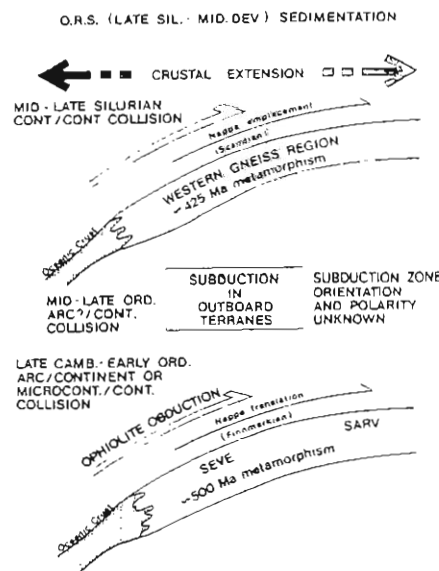 O.R.S. (LATE SIL. - MID. DEV) SEDIMENTATION
CRUSTAL EXTENSION
MID - LATE SILURIAN
CONT/CONT COLLISION
Nappe emplacement
(Scandian)
WESTERN GNEISS REGION
~425 Ma metamorphism
Oceanic Crust
MID - LATE ORD.
ARC?/CONT.
COLLISION
SUBDUCTION
IN
OUTBOARD
TERRANES
SUBDUCTION ZONE
ORIENTATION
AND POLARITY
UNKNOWN
LATE CAMB.- EARLY ORD.
ARC/CONTINENT OR
MICROCONT./CONT.
COLLISION
OPHIOLITE OBDUCTION
Nappe translation
(Finnmarkian)
SARV
SEVE
~500 Ma metamorphism
Oceanic Crust